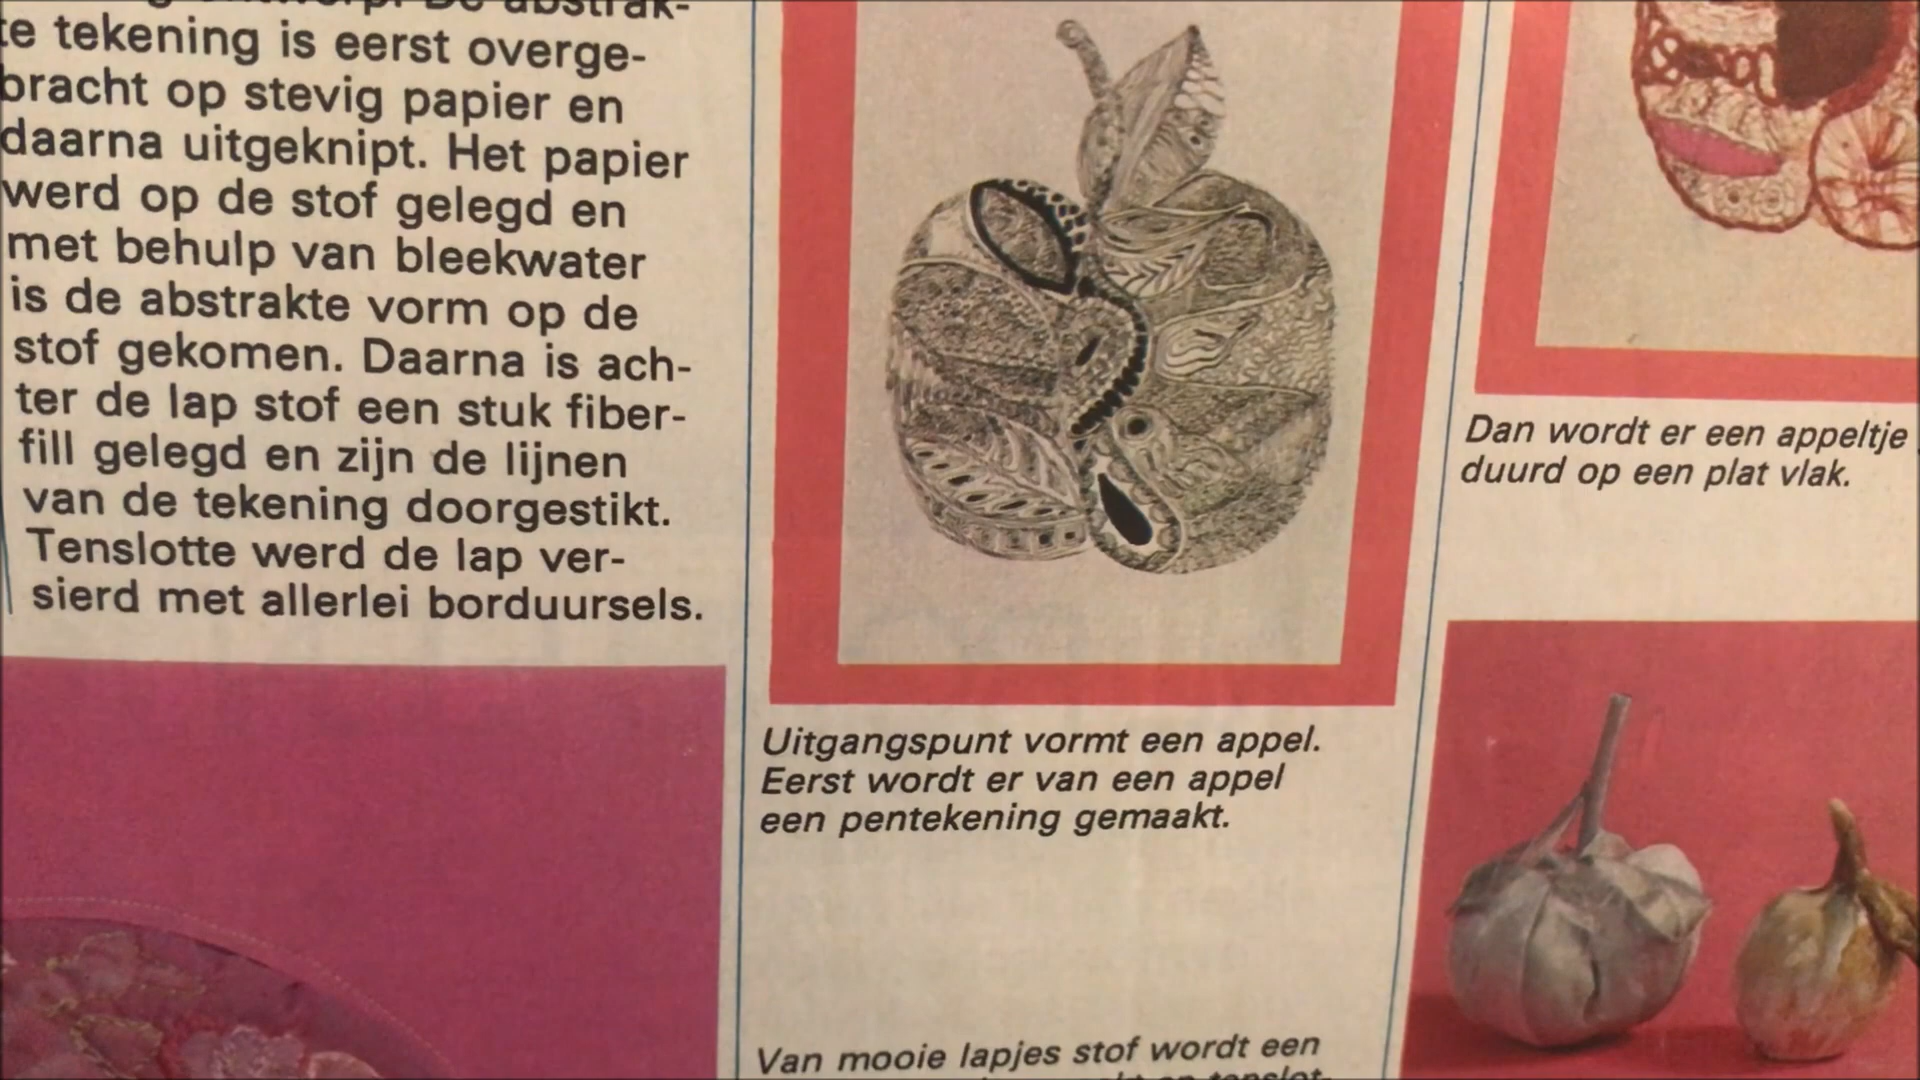 te tekening is eerst overge-
bracht op stevig papier en
daarna uitgeknipt. Het papier
werd op de stof gelegd en
met behulp van bleekwater
is de abstrakte vorm op de
stof gekomen. Daarna is ach-
ter de lap stof een stuk fiber-
fill gelegd en zijn de lijnen
van de tekening doorgestikt.
Tenslotte werd de lap ver-
sierd met allerlei borduursels.
Uitgangspunt vormt een appel.
Eerst wordt er van een appel
een pentekening gemaakt.
Van mooie lapjes stof wordt een
Dan wordt er een appeltje
duurd op een plat vlak.